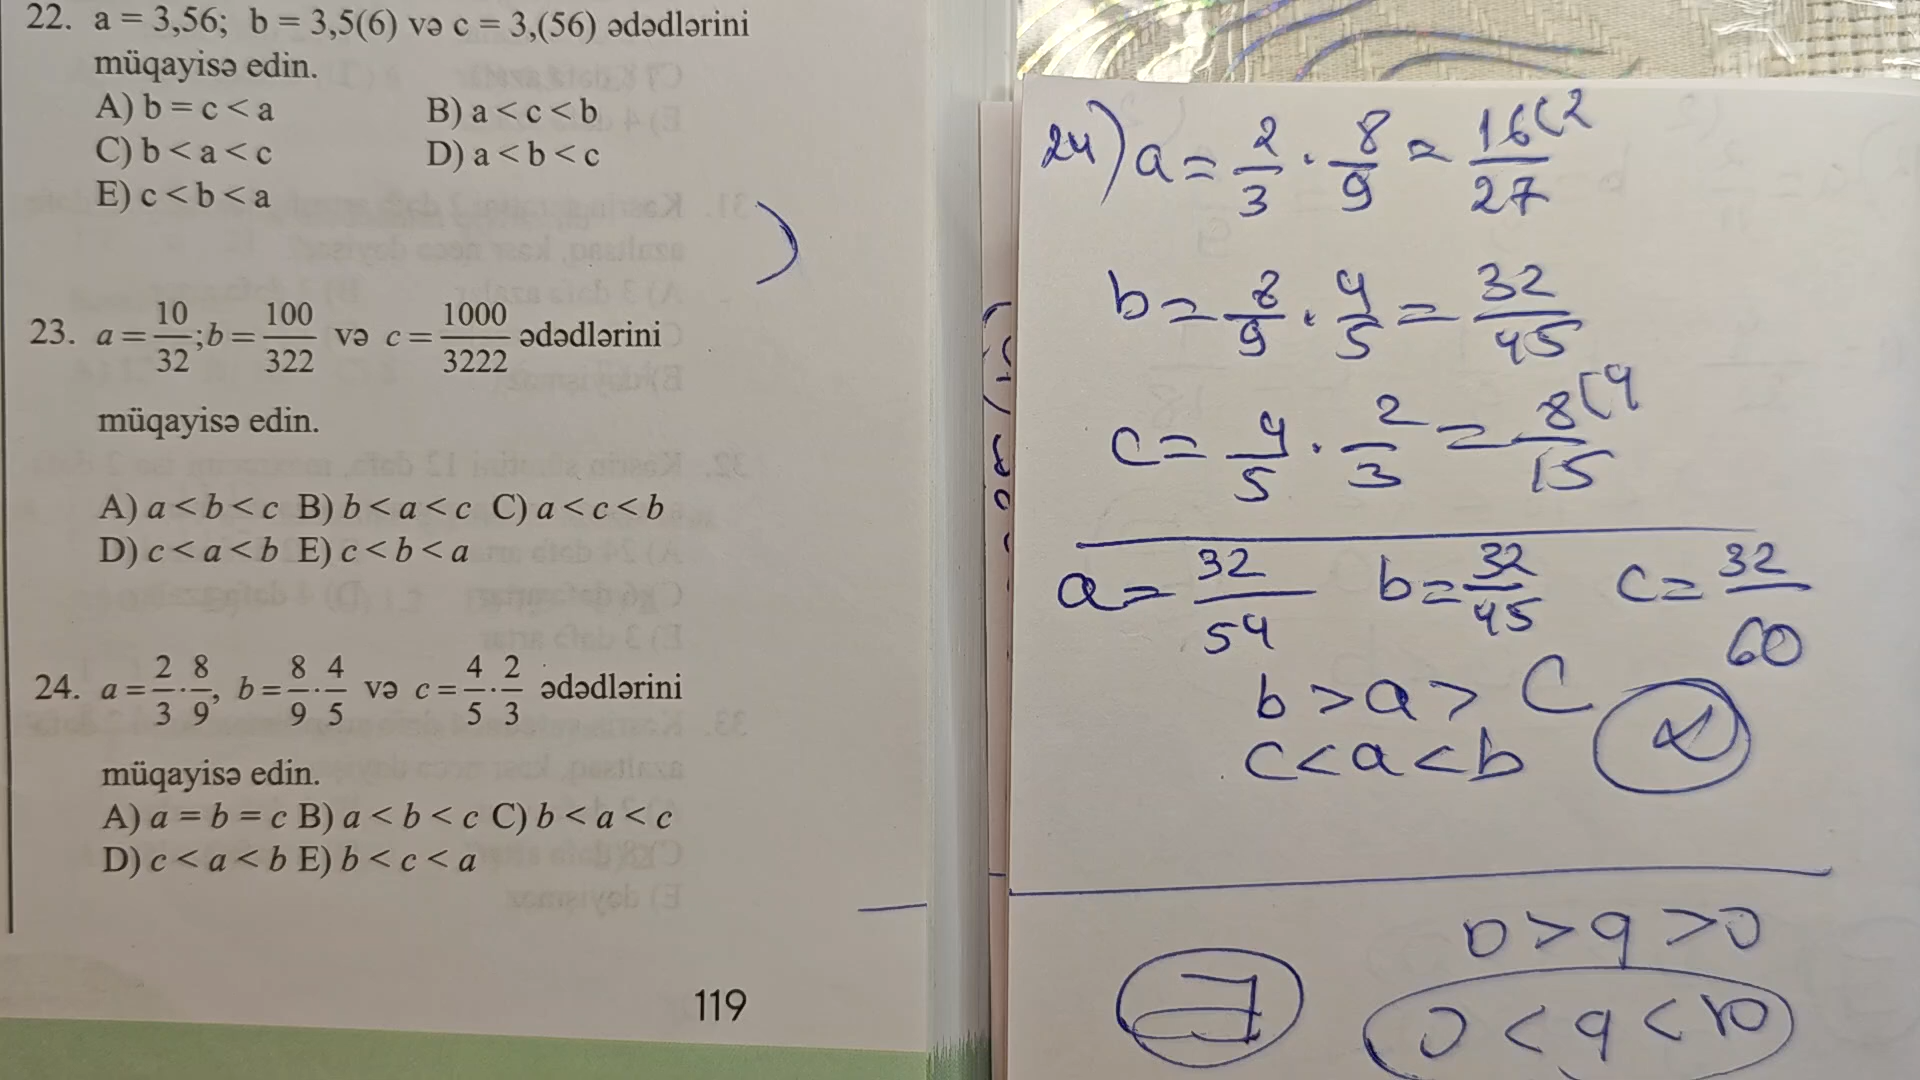 22. a = 3,56; b = 3,5(6) və c = 3,(56) ədədlərini
müqayisə edin.
A) b = c < a B) a < c < b
C) b < a < c D) a < b < c
E) c < b < a
23. a = 10/32; b = 100/322 və c = 1000/3222 ədədlərini
müqayisə edin.
A) a < b < c B) b < a < c C) a < c < b
D) c < a < b E) c < b < a
24. a = 2/3 · 8/9, b = 8/9 · 4/5 və c = 4/5 · 2/3 ədədlərini
müqayisə edin.
A) a = b = c B) a < b < c C) b < a < c
D) c < a < b E) b < c < a
119
24) a = 2/3 · 8/9 = 16(2/27
b = 8/9 · 4/5 = 32/45
c = 4/5 · 2/3 = 8(4/15
a = 32/54 b = 32/45 c = 32/60
b > a > c
c < a < b